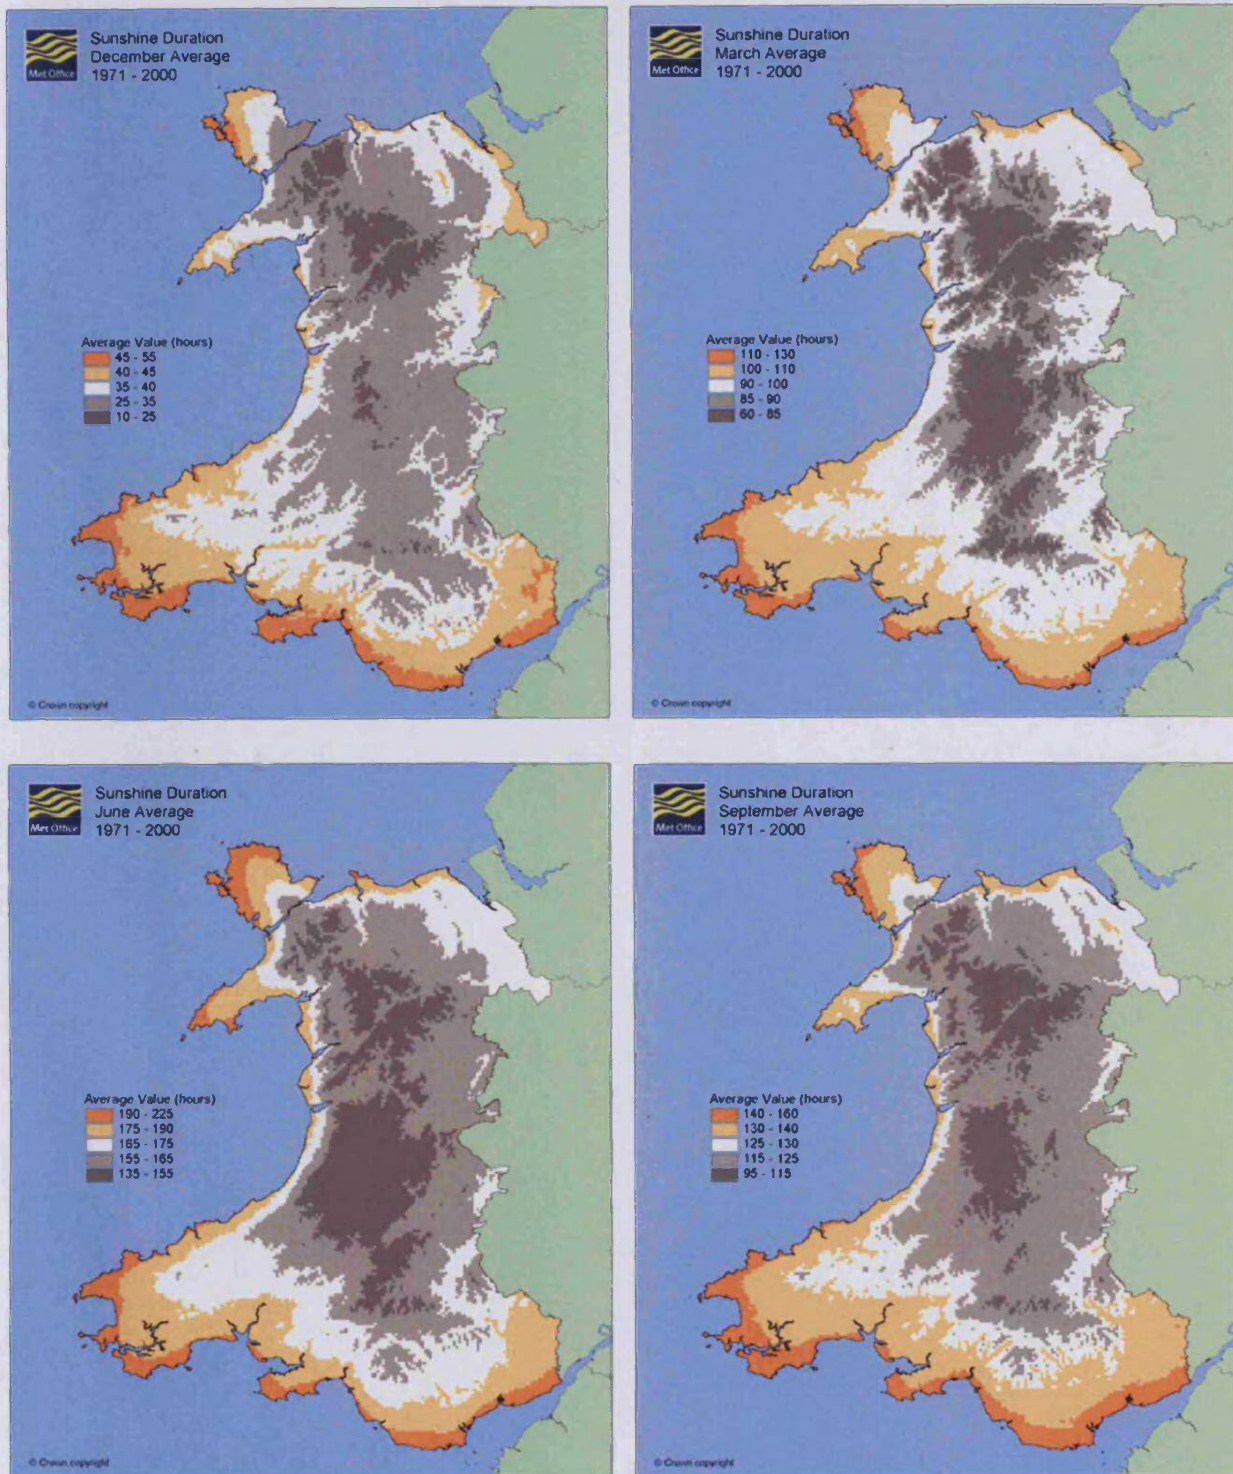 Met Office
Sunshine Duration
December Average
1971 - 2000
Average Value (hours)
45 - 55
40 - 45
35 - 40
25 - 35
10 - 25
© Crown copyright
Met Office
Sunshine Duration
March Average
1971 - 2000
Average Value (hours)
110 - 130
100 - 110
90 - 100
85 - 90
60 - 85
© Crown copyright
Met Office
Sunshine Duration
June Average
1971 - 2000
Average Value (hours)
190 - 225
175 - 190
165 - 175
155 - 165
135 - 155
© Crown copyright
Met Office
Sunshine Duration
September Average
1971 - 2000
Average Value (hours)
140 - 160
130 - 140
125 - 130
115 - 125
95 - 115
© Crown copyright